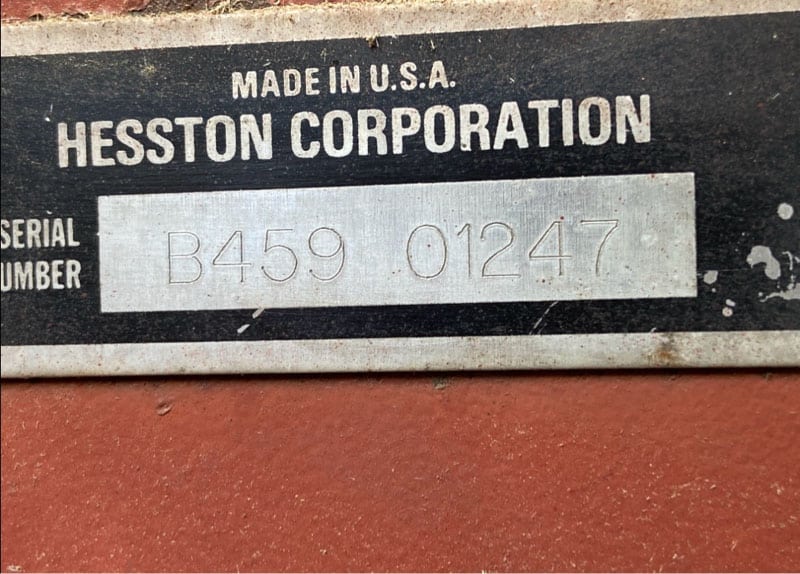 MADE IN U.S.A.
HESSTON CORPORATION
SERIAL
UMBER
B459 01247